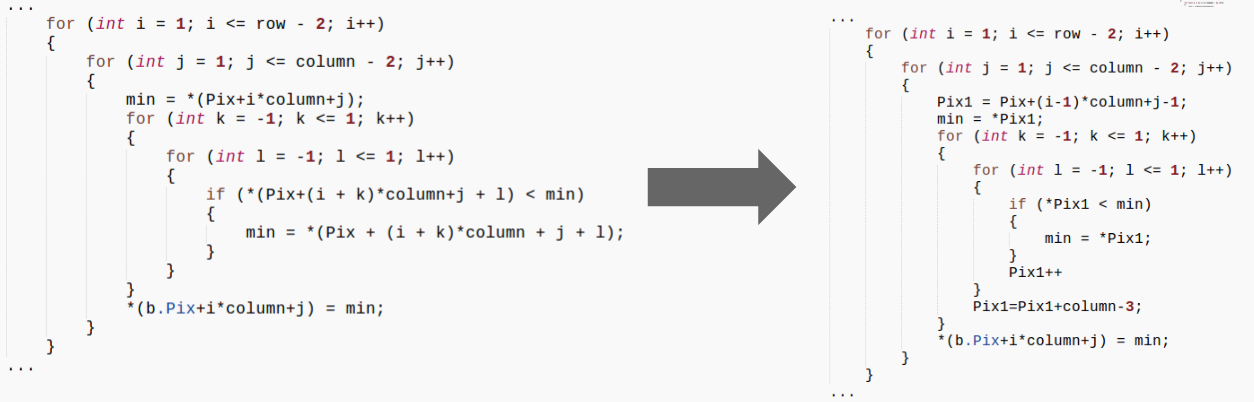 ...
for (int i = 1; i <= row - 2; i++)
{
for (int j = 1; j <= column - 2; j++)
{
min = *(Pix+i*column+j);
for (int k = -1; k <= 1; k++)
{
for (int l = -1; l <= 1; l++)
{
if (*(Pix+(i + k)*column+j + l) < min)
{
min = *(Pix + (i + k)*column + j + l);
}
}
}
*(b.Pix+i*column+j) = min;
}
}
...
...
for (int i = 1; i <= row - 2; i++)
{
for (int j = 1; j <= column - 2; j++)
{
Pix1 = Pix+(i-1)*column+j-1;
min = *Pix1;
for (int k = -1; k <= 1; k++)
{
for (int l = -1; l <= 1; l++)
{
if (*Pix1 < min)
{
min = *Pix1;
}
Pix1++
}
Pix1=Pix1+column-3;
}
*(b.Pix+i*column+j) = min;
}
}
...